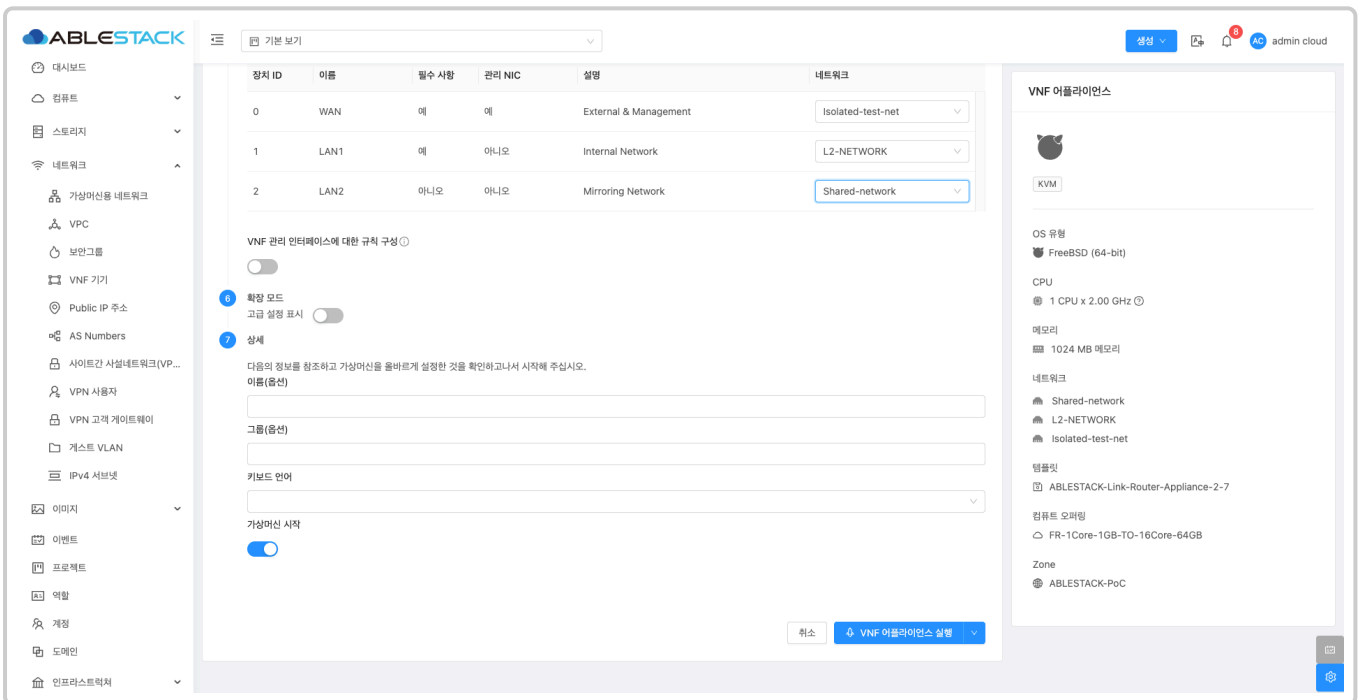 ABLESTACK
기본 보기
생성
8
AC
admin cloud
대시보드
컴퓨트
스토리지
네트워크
가상머신용 네트워크
VPC
보안그룹
VNF 기기
Public IP 주소
AS Numbers
사이트간 사설네트워크(VP...
VPN 사용자
VPN 고객 게이트웨이
게스트 VLAN
IPv4 서브넷
이미지
이벤트
프로젝트
역할
계정
도메인
인프라스트럭쳐
장치 ID 이름 필수 사항 관리 NIC 설명 네트워크
0 WAN 예 예 External & Management Isolated-test-net
1 LAN1 예 아니오 Internal Network L2-NETWORK
2 LAN2 아니오 아니오 Mirroring Network Shared-network
VNF 관리 인터페이스에 대한 규칙 구성
6 확장 모드
고급 설정 표시
7 상세
다음의 정보를 참조하고 가상머신을 올바르게 설정한 것을 확인하고나서 시작해 주십시오.
이름(옵션)
그룹(옵션)
키보드 언어
가상머신 시작
취소
VNF 어플라이언스 실행
VNF 어플라이언스
KVM
OS 유형
FreeBSD (64-bit)
CPU
1 CPU x 2.00 GHz
메모리
1024 MB 메모리
네트워크
Shared-network
L2-NETWORK
Isolated-test-net
템플릿
ABLESTACK-Link-Router-Appliance-2-7
컴퓨트 오퍼링
FR-1Core-1GB-TO-16Core-64GB
Zone
ABLESTACK-PoC